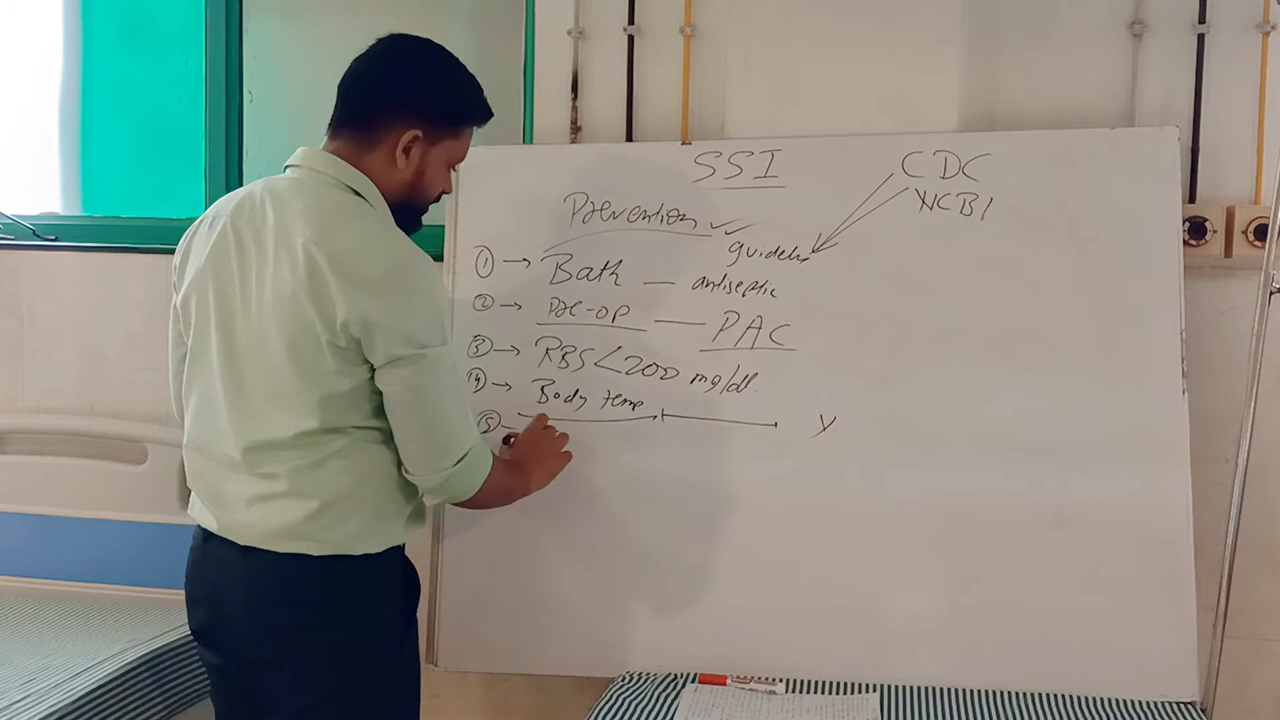 SSI
CDC
NCBI
Prevention ✓
① → Bath — antiseptic
② → Pre-op — PAC
③ → RBS < 200 mg/dl.
④ → Body temp
⑤ →